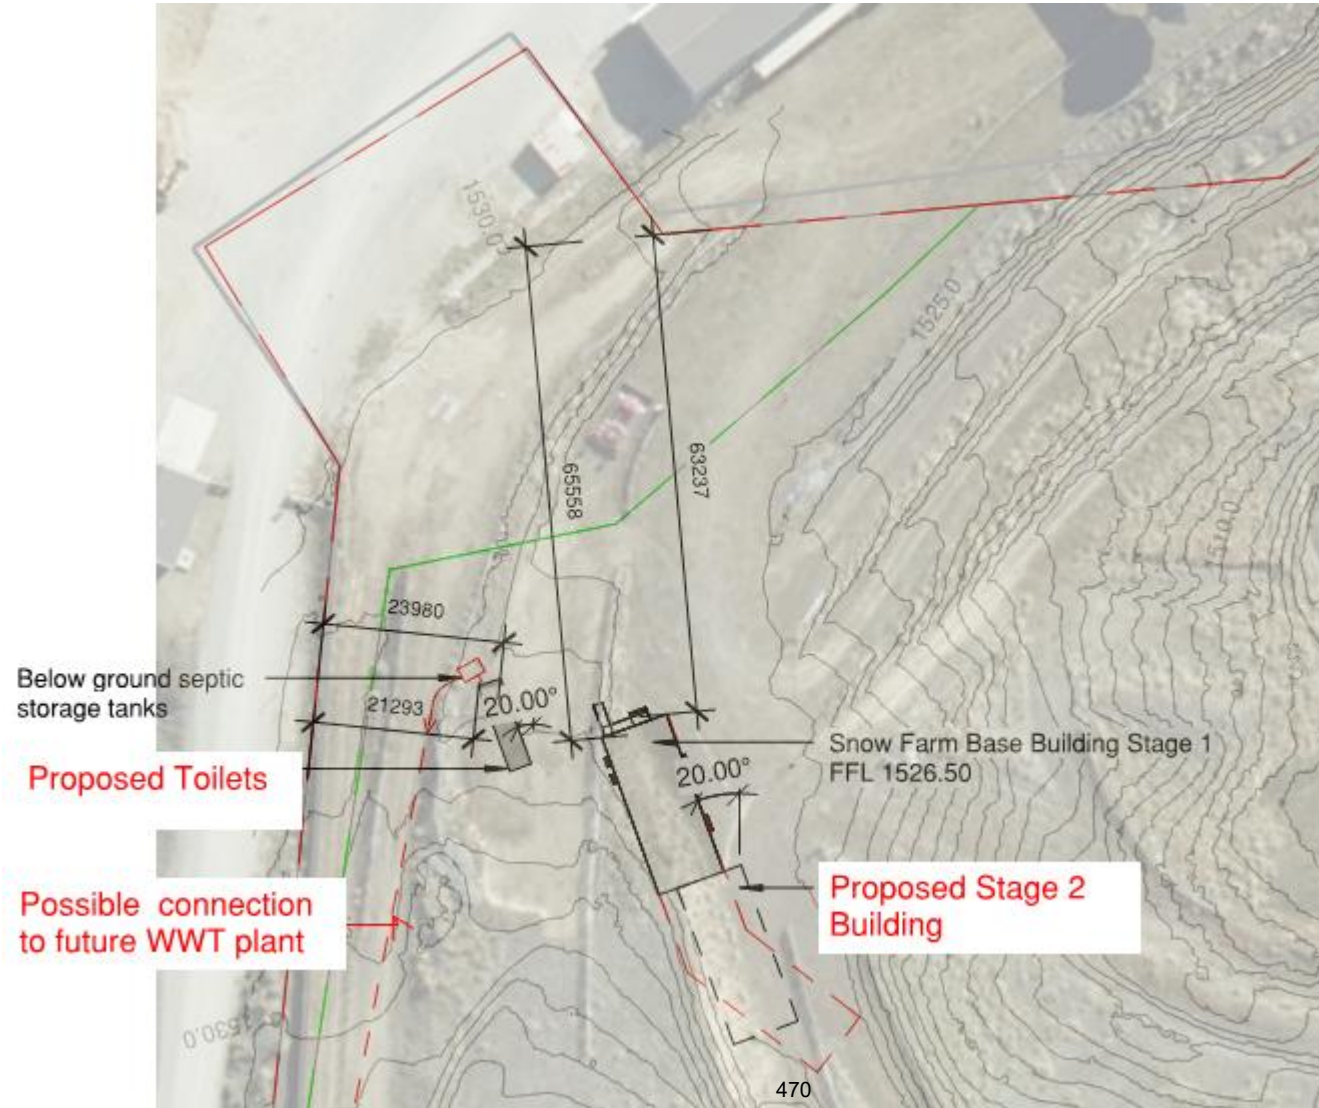 1530.0
1525.0
63237
65558
1510.0
23980
Below ground septic
storage tanks
21293
20.00°
Snow Farm Base Building Stage 1
FFL 1526.50
Proposed Toilets
20.00°
Possible connection
to future WWT plant
Proposed Stage 2
Building
1530.0
470